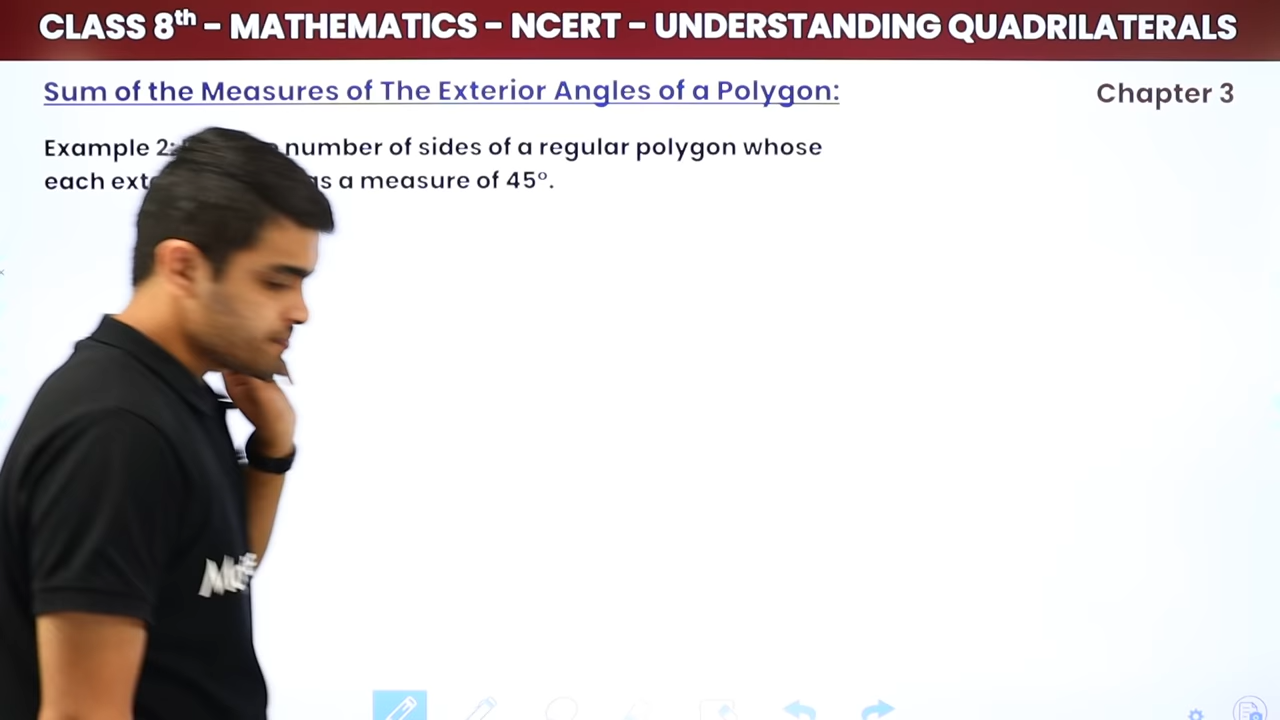 CLASS 8th – MATHEMATICS – NCERT – UNDERSTANDING QUADRILATERALS
Sum of the Measures of The Exterior Angles of a Polygon:
Chapter 3
Example 2: number of sides of a regular polygon whose
each a measure of 45°.